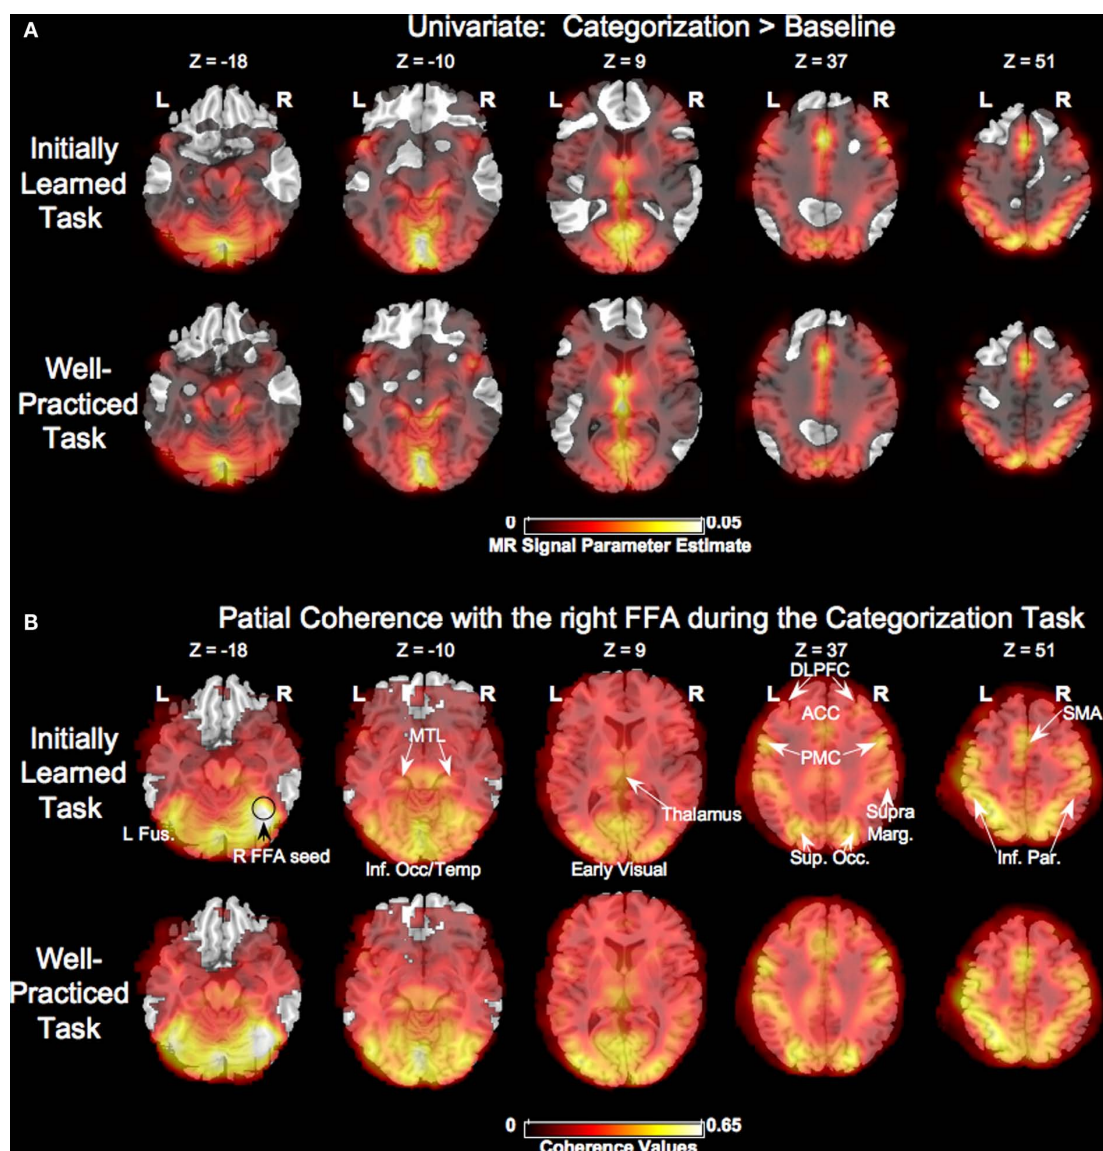 A
Univariate: Categorization > Baseline
Z = -18 Z = -10 Z = 9 Z = 37 Z = 51
L R L R L R L R L R
Initially
Learned
Task
Well-
Practiced
Task
0 0.05
MR Signal Parameter Estimate
B
Patial Coherence with the right FFA during the Categorization Task
Z = -18 Z = -10 Z = 9 Z = 37 Z = 51
DLPFC
L R L R L R L R L R
Initially
Learned
Task
MTL
ACC
SMA
PMC
Thalamus
Supra
Marg.
L Fus.
R FFA seed
Inf. Occ/Temp
Early Visual
Sup. Occ.
Inf. Par.
Well-
Practiced
Task
0 0.65
Coherence Values